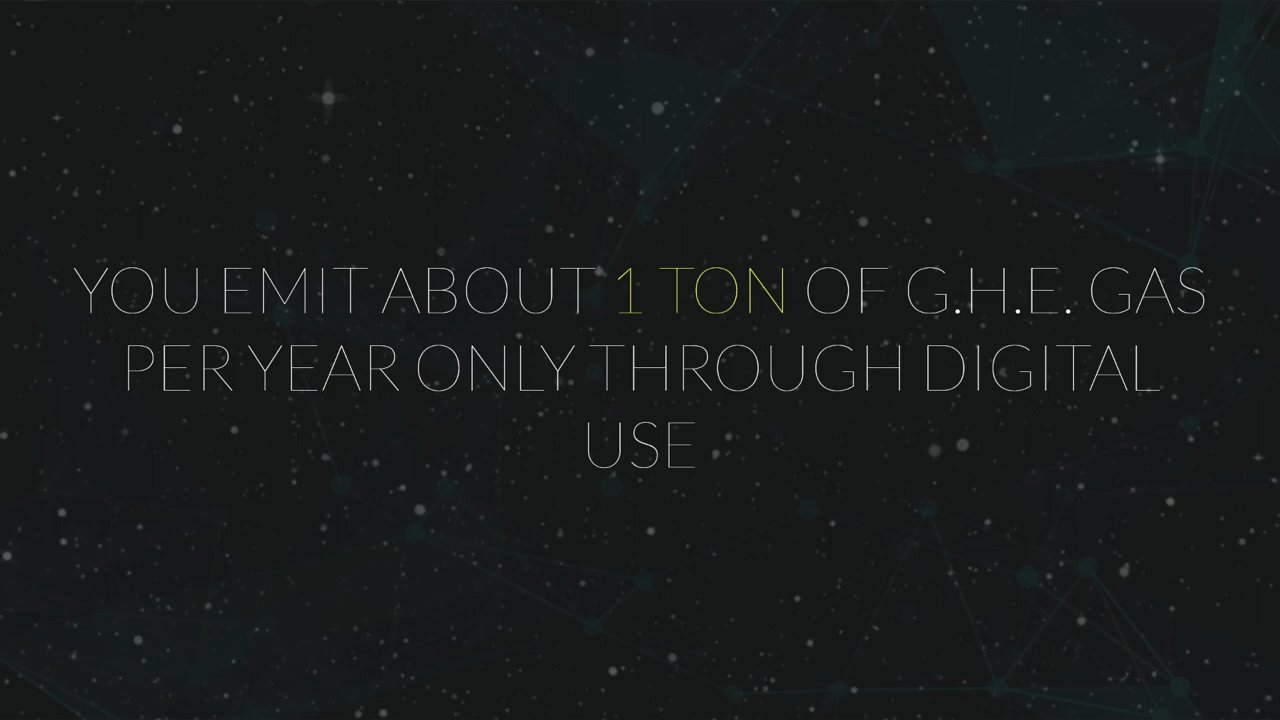 YOU EMIT ABOUT 1 TON OF G.H.E. GAS
PER YEAR ONLY THROUGH DIGITAL
USE